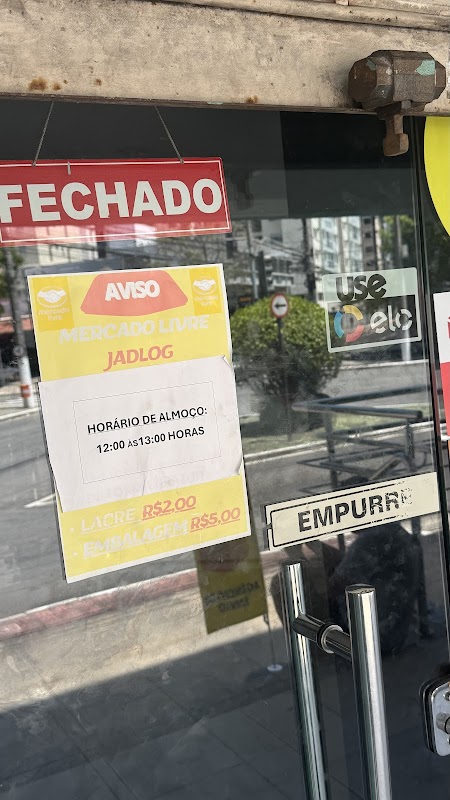 FECHADO
AVISO
MERCADO LIVRE
JADLOG
HORÁRIO DE ALMOÇO:
12:00 ÀS 13:00 HORAS
• LACRE R$2,00
• EMBALAGEM R$5,00
use
elo
EMPURRE